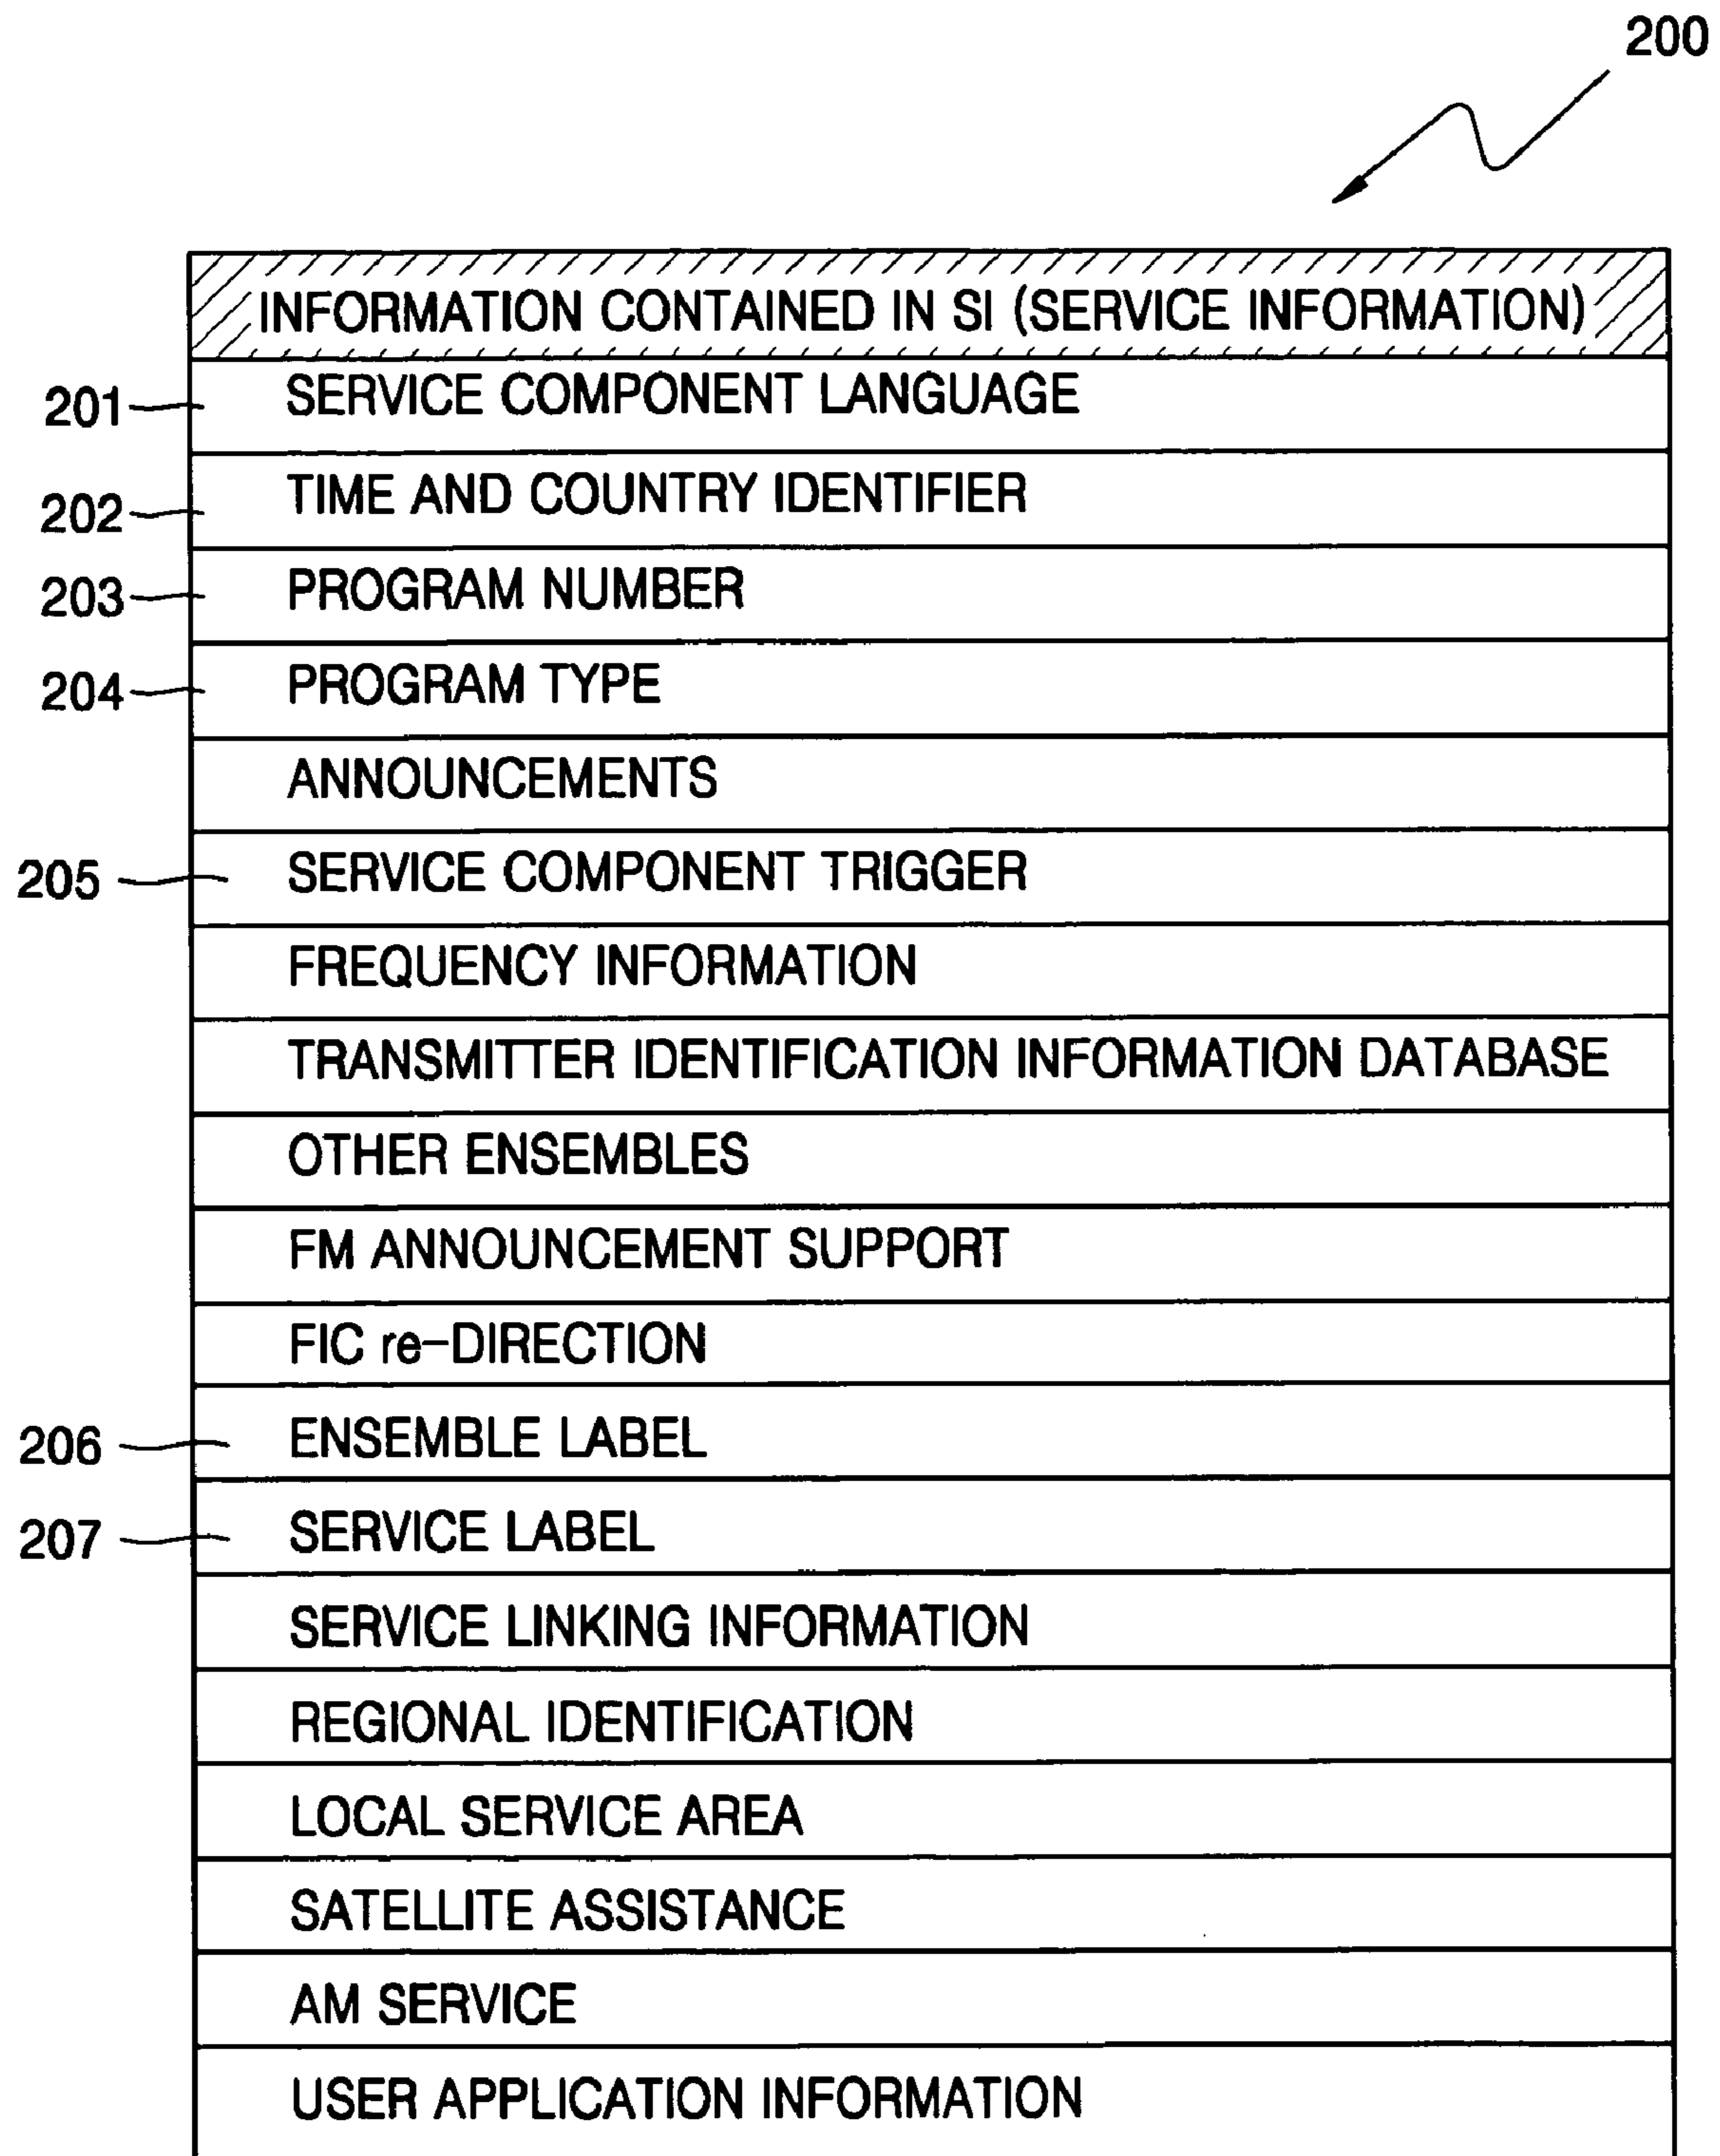 200
INFORMATION CONTAINED IN SI (SERVICE INFORMATION)
201 SERVICE COMPONENT LANGUAGE
202 TIME AND COUNTRY IDENTIFIER
203 PROGRAM NUMBER
204 PROGRAM TYPE
ANNOUNCEMENTS
205 SERVICE COMPONENT TRIGGER
FREQUENCY INFORMATION
TRANSMITTER IDENTIFICATION INFORMATION DATABASE
OTHER ENSEMBLES
FM ANNOUNCEMENT SUPPORT
FIC re-DIRECTION
206 ENSEMBLE LABEL
207 SERVICE LABEL
SERVICE LINKING INFORMATION
REGIONAL IDENTIFICATION
LOCAL SERVICE AREA
SATELLITE ASSISTANCE
AM SERVICE
USER APPLICATION INFORMATION